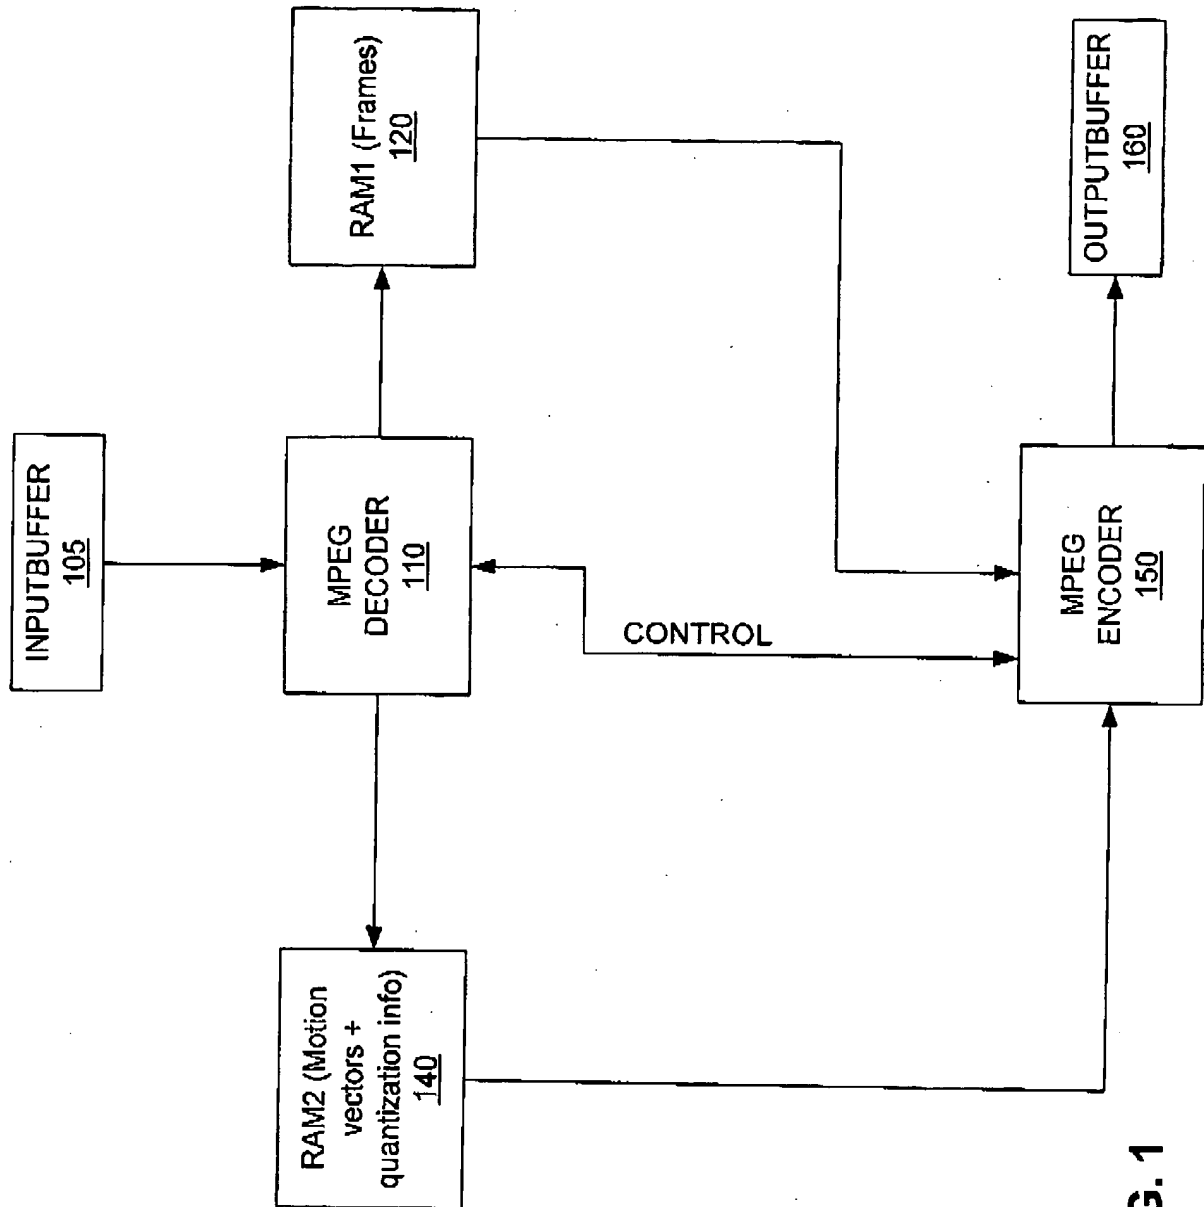 INPUTBUFFER
105
MPEG
DECODER
110
RAM1 (Frames)
120
RAM2 (Motion
vectors +
quantization info)
140
CONTROL
MPEG
ENCODER
150
OUTPUTBUFFER
160
G. 1